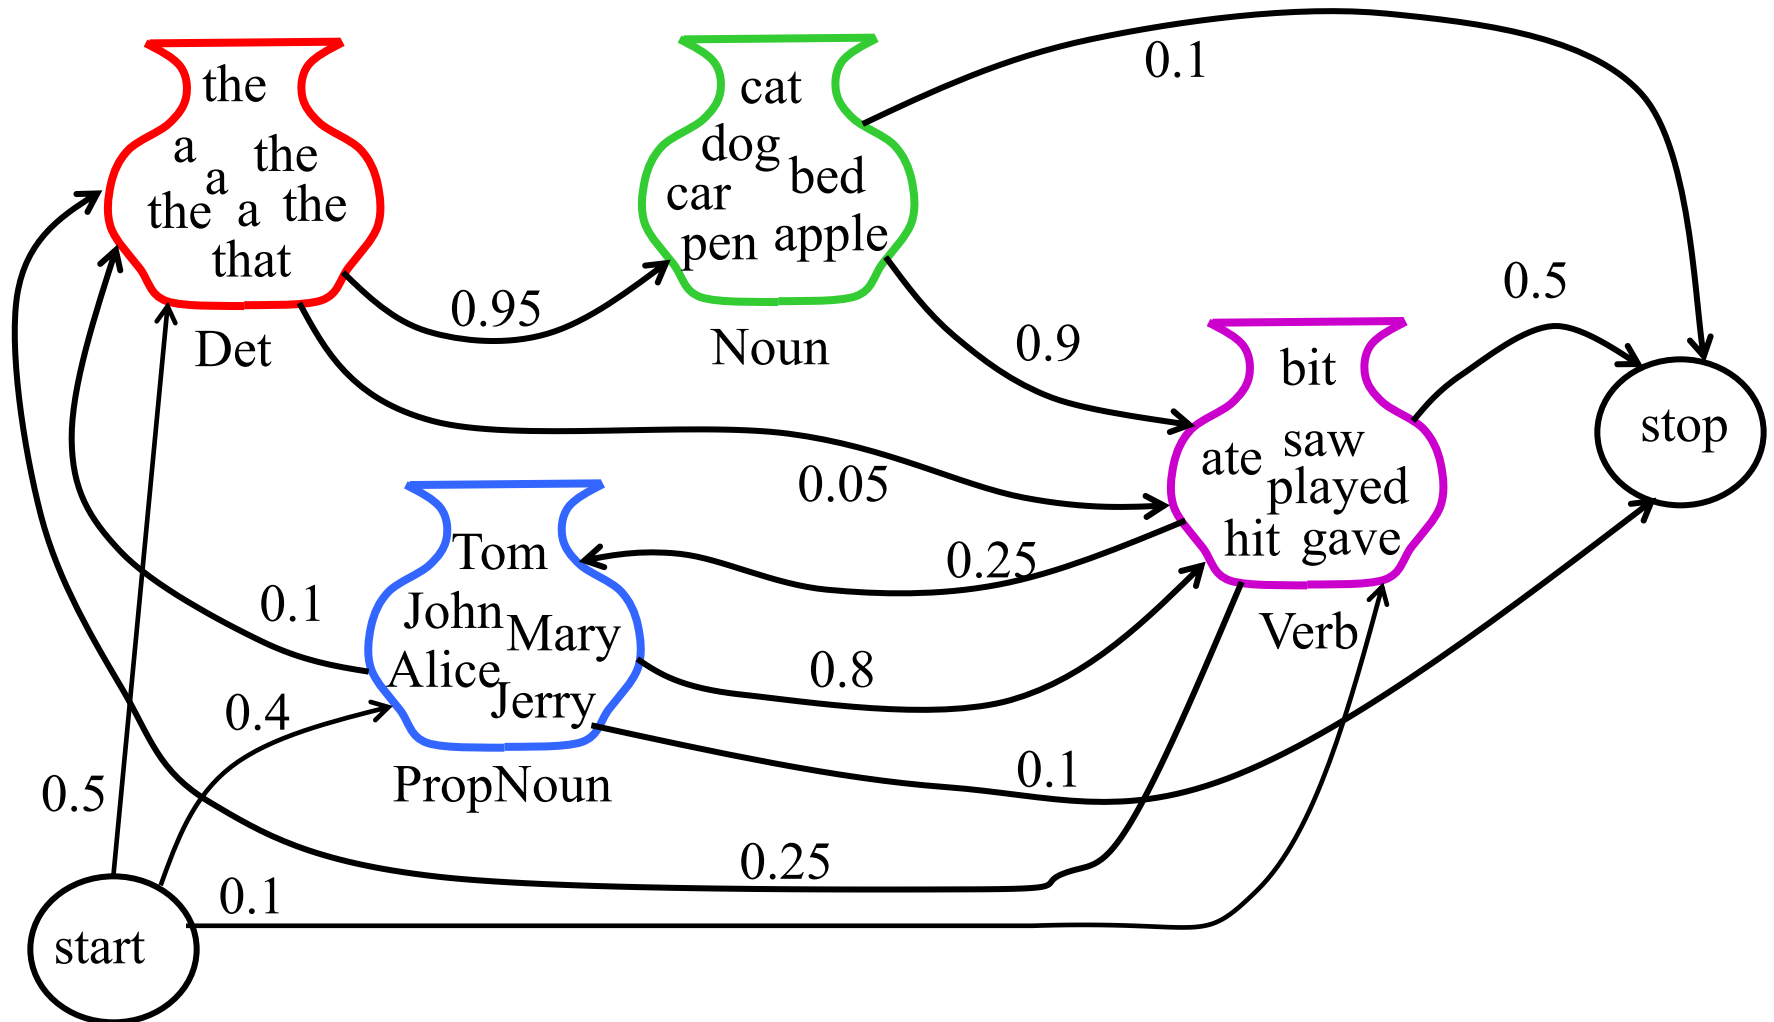 the
a the
a
the a the
that
Det
cat
dog
bed
car
pen apple
Noun
0.1
0.95
0.9
0.5
bit
saw
ate
played
hit gave
Verb
stop
0.05
0.25
Tom
John
Mary
Alice
Jerry
PropNoun
0.1
0.8
0.4
0.1
0.5
0.25
0.1
start